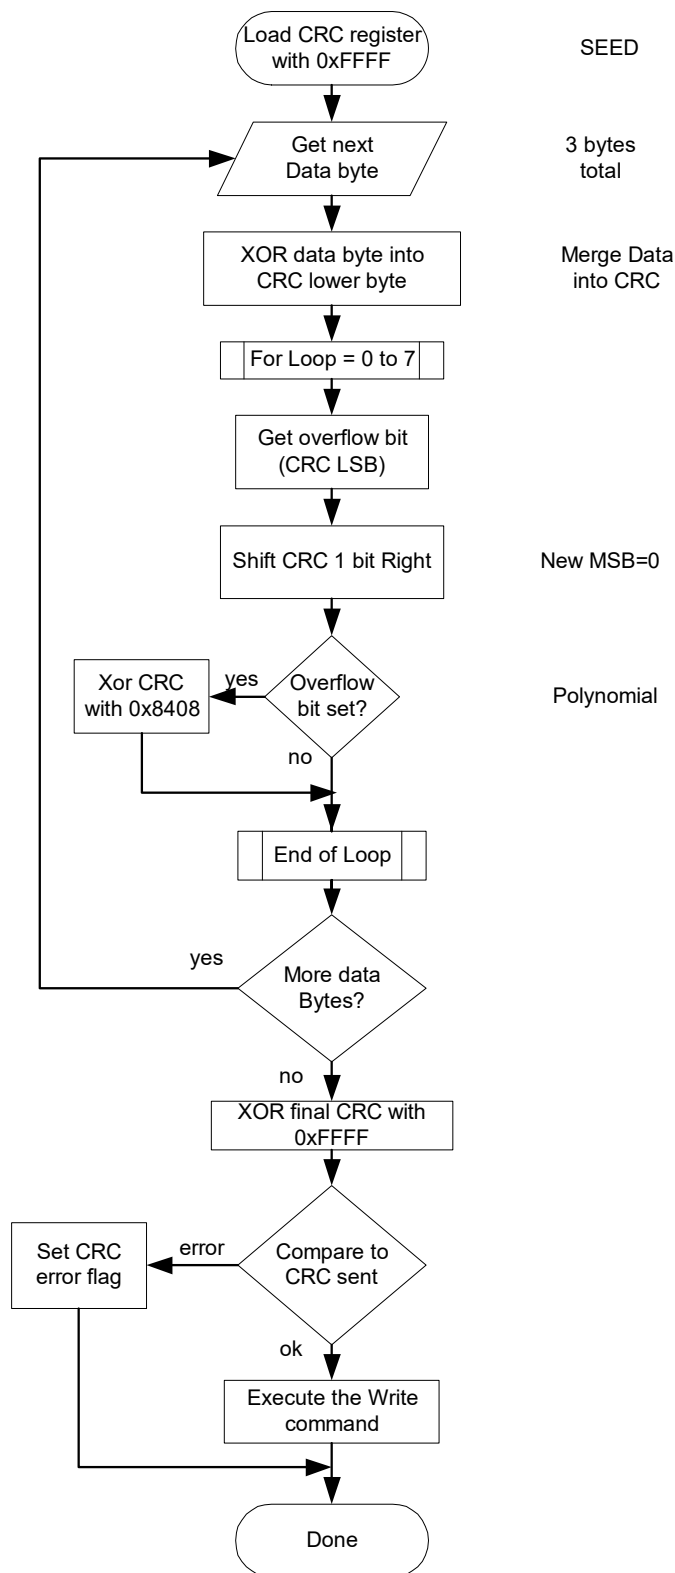 Load CRC register
with 0xFFFF
SEED
Get next
Data byte
3 bytes
total
XOR data byte into
CRC lower byte
Merge Data
into CRC
For Loop = 0 to 7
Get overflow bit
(CRC LSB)
Shift CRC 1 bit Right
New MSB=0
Xor CRC
with 0x8408
yes
Overflow
bit set?
Polynomial
no
End of Loop
yes
More data
Bytes?
no
XOR final CRC with
0xFFFF
Set CRC
error flag
error
Compare to
CRC sent
ok
Execute the Write
command
Done